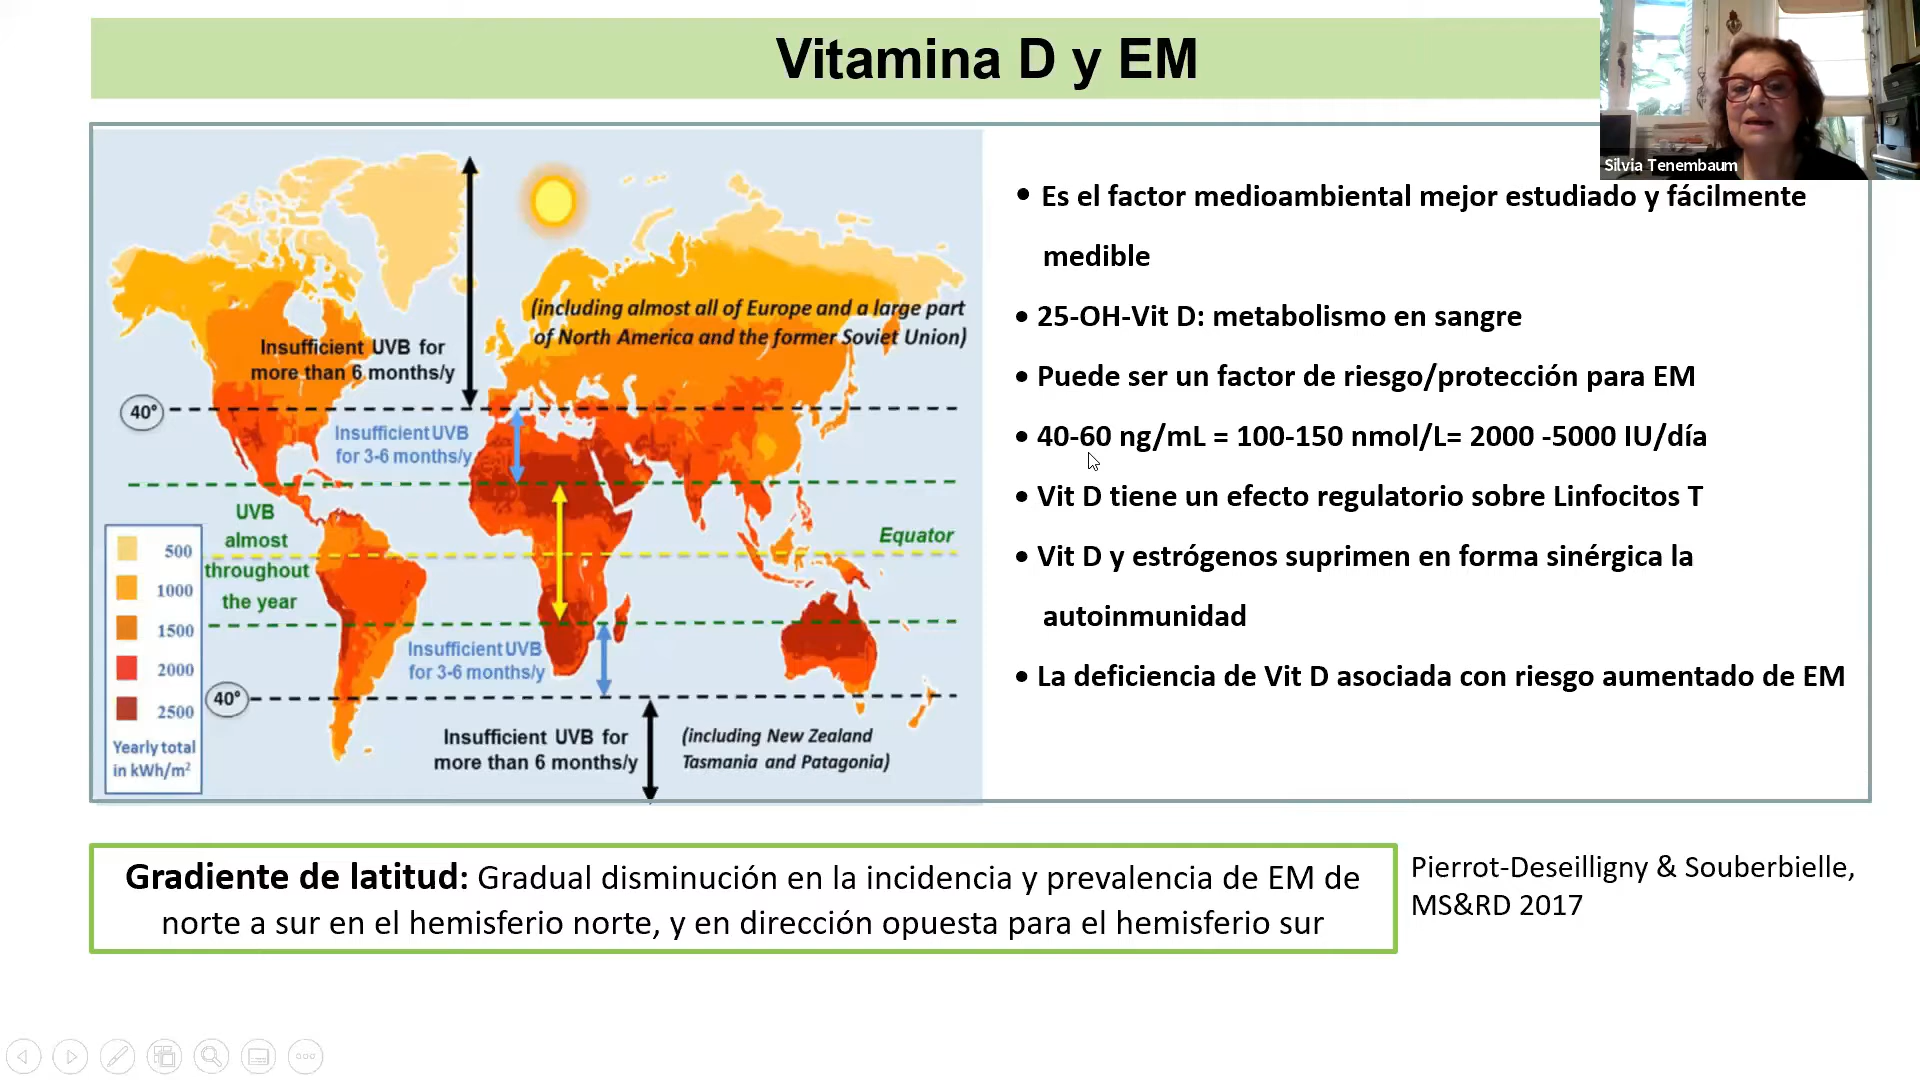 Vitamina D y EM
Silvia Tenembaum
(including almost all of Europe and a large part
of North America and the former Soviet Union)
Insufficient UVB for
more than 6 months/y
40°
Insufficient UVB
for 3-6 months/y
UVB
almost
throughout
the year
Equator
500
1000
1500
2000
2500
Yearly total
in kWh/m²
Insufficient UVB
for 3-6 months/y
40°
Insufficient UVB for
more than 6 months/y
(including New Zealand
Tasmania and Patagonia)
• Es el factor medioambiental mejor estudiado y fácilmente
medible
• 25-OH-Vit D: metabolismo en sangre
• Puede ser un factor de riesgo/protección para EM
• 40-60 ng/mL = 100-150 nmol/L= 2000 -5000 IU/día
• Vit D tiene un efecto regulatorio sobre Linfocitos T
• Vit D y estrógenos suprimen en forma sinérgica la
autoinmunidad
• La deficiencia de Vit D asociada con riesgo aumentado de EM
Gradiente de latitud: Gradual disminución en la incidencia y prevalencia de EM de
norte a sur en el hemisferio norte, y en dirección opuesta para el hemisferio sur
Pierrot-Deseilligny & Souberbielle,
MS&RD 2017